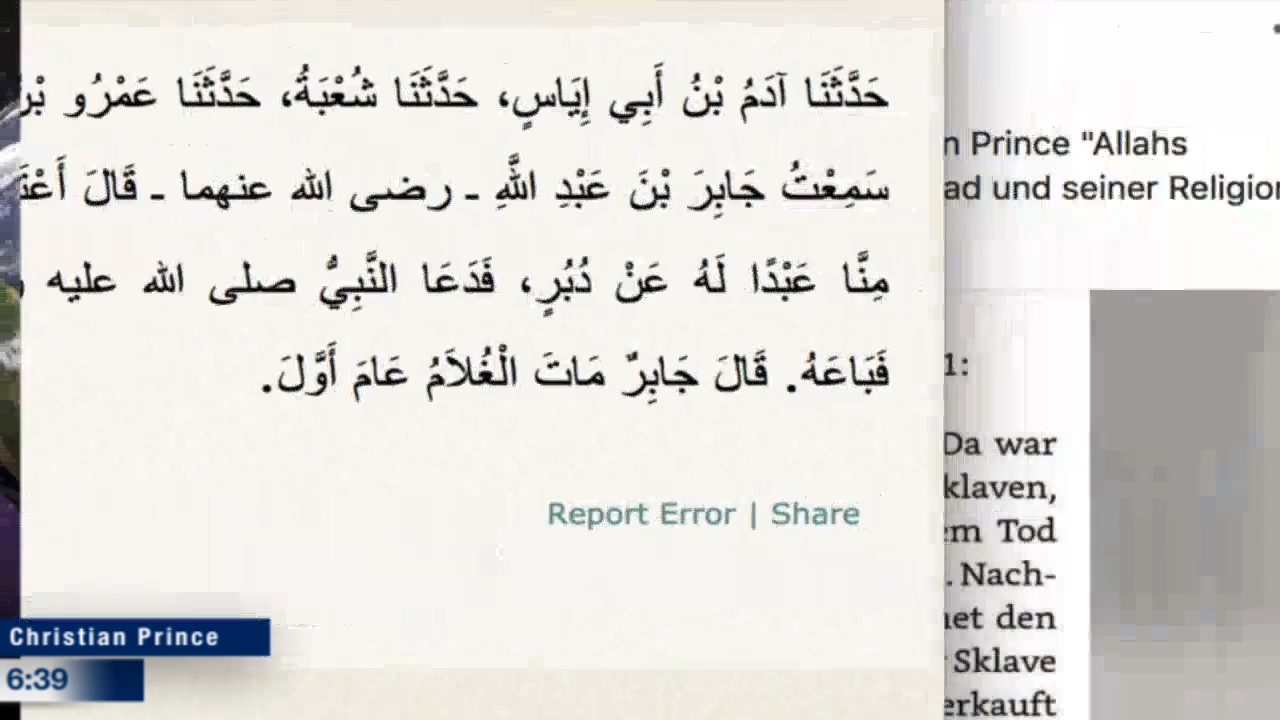 حَدَّثَنَا آدَمُ بْنُ أَبِي إِيَاسٍ، حَدَّثَنَا شُعْبَةُ، حَدَّثَنَا عَمْرُو
سَمِعْتُ جَابِرَ بْنَ عَبْدِ اللَّهِ ـ رضى الله عنهما ـ قَالَ
مِنَّا عَبْدًا لَهُ عَنْ دُبُرٍ، فَدَعَا النَّبِيُّ صلى الله عليه
فَبَاعَهُ. قَالَ جَابِرٌ مَاتَ الْغُلاَمُ عَامَ أَوَّلَ.
Report Error | Share
Christian Prince
6:39
n Prince "Allahs
ad und seiner Religion
1:
Da war
klaven,
em Tod
. Nach-
net den
Sklave
erkauft